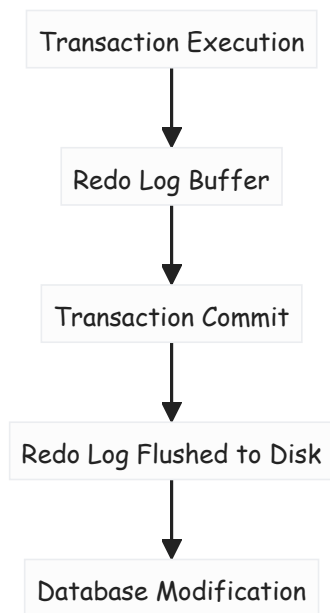 Transaction Execution
Redo Log Buffer
Transaction Commit
Redo Log Flushed to Disk
Database Modification